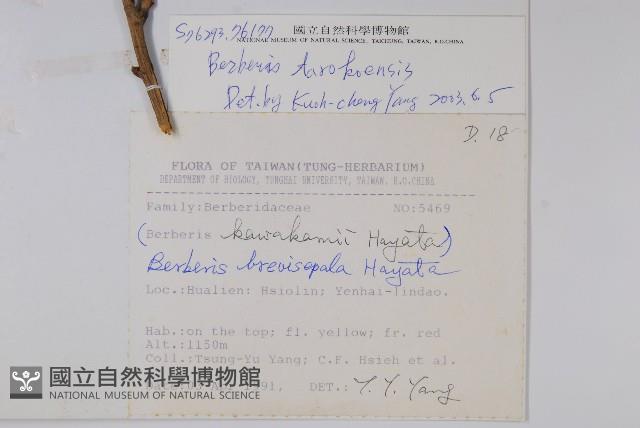 S76293, 76177 國立自然科學博物館
NATIONAL MUSEUM OF NATURAL SCIENCE, TAICHUNG, TAIWAN, R.O.CHINA
Berberis tarokoensis
Det. by Kuoh-cheng Yang 2003. 6. 5
D. 18
FLORA OF TAIWAN(TUNG-HERBARIUM)
DEPARTMENT OF BIOLOGY, TUNGHAI UNIVERSITY, TAIWAN. R.O.CHINA
Family:Berberidaceae NO:5469
(Berberis kawakamii Hayata)
Berberis brevisepala Hayata
Loc.:Hualien: Hsiolin; Yenhai-lindao.
Hab.:on the top; fl. yellow; fr. red
Alt.:1150m
Coll.:Tsung-Yu Yang; C.F. Hsieh et al.
DET.: T. Y. Yang
國立自然科學博物館
NATIONAL MUSEUM OF NATURAL SCIENCE